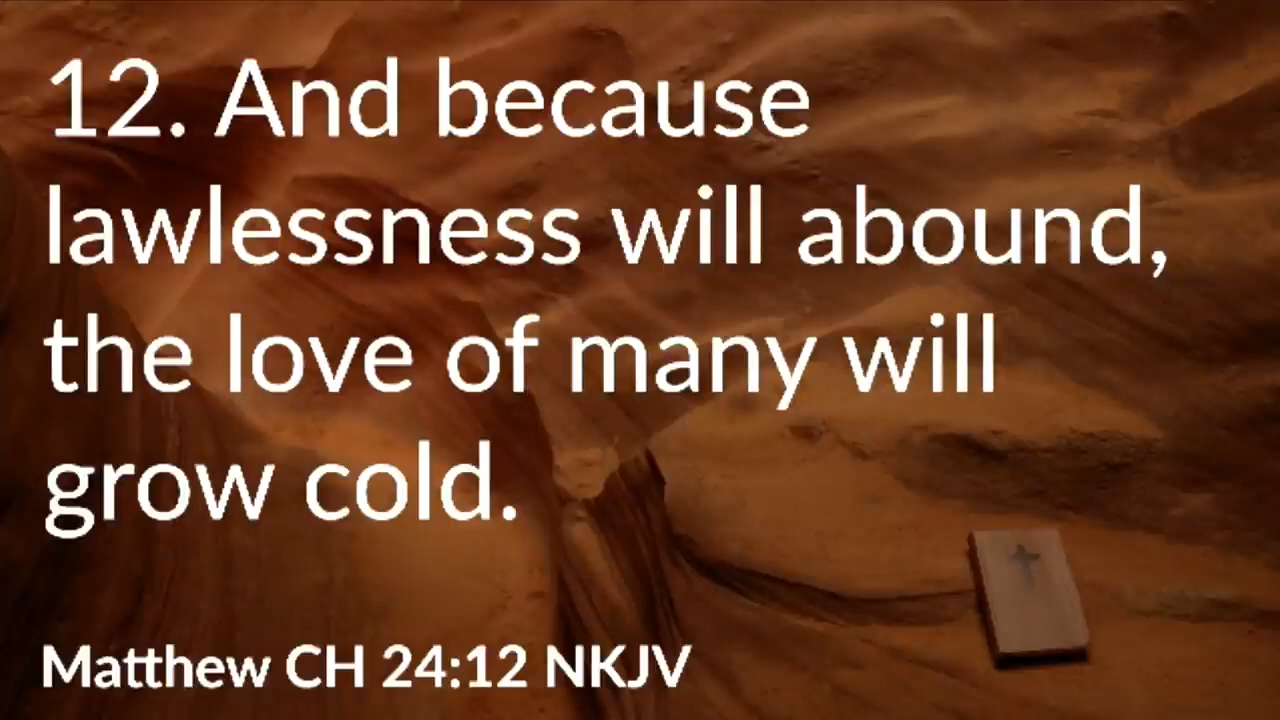 12. And because
lawlessness will abound,
the love of many will
grow cold.
Matthew CH 24:12 NKJV